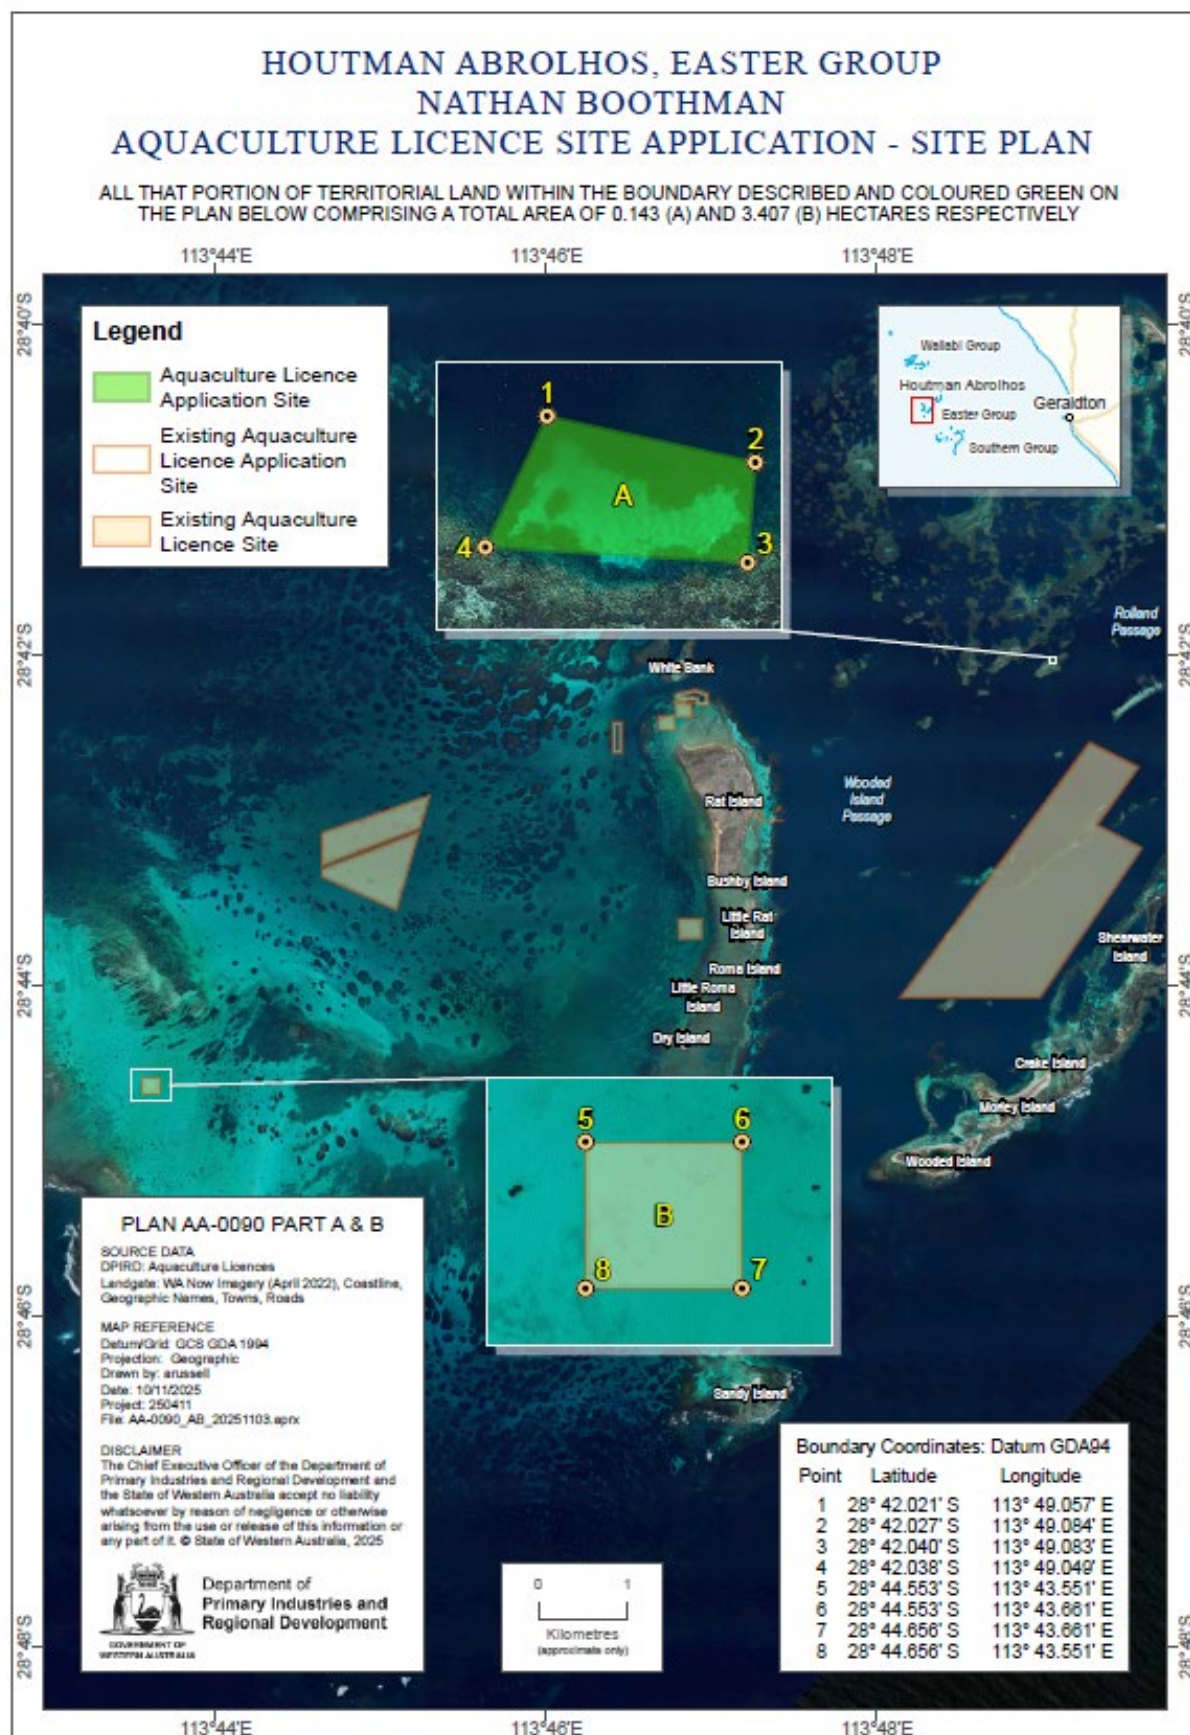 HOUTMAN ABROLHOS, EASTER GROUP
NATHAN BOOTHMAN
AQUACULTURE LICENCE SITE APPLICATION - SITE PLAN
ALL THAT PORTION OF TERRITORIAL LAND WITHIN THE BOUNDARY DESCRIBED AND COLOURED GREEN ON
THE PLAN BELOW COMPRISING A TOTAL AREA OF 0.143 (A) AND 3.407 (B) HECTARES RESPECTIVELY
113°44'E
113°46'E
113°48'E
28°40'S
28°40'S
Legend
Aquaculture Licence
Application Site
Existing Aquaculture
Licence Application
Site
Existing Aquaculture
Licence Site
1
2
A
3
4
Wallabi Group
Houtman Abrolhos
Geraldton
Easter Group
Southern Group
Rolland
Passage
28°42'S
28°42'S
White Bank
Wooded
Island
Passage
Rat Island
Bushby Island
Little Rat
Island
Shearwater
Island
Roma Island
28°44'S
28°44'S
Little Roma
Island
Dry Island
Crake Island
Morley Island
Wooded Island
5
6
B
8
7
28°46'S
28°46'S
Sandy Island
PLAN AA-0090 PART A & B
SOURCE DATA
DPIRD: Aquaculture Licences
Landgate: WA Now Imagery (April 2022), Coastline,
Geographic Names, Towns, Roads
MAP REFERENCE
Datum/Grid: GCS GDA 1994
Projection: Geographic
Drawn by: arussell
Date: 10/11/2025
Project: 250411
File: AA-0090_AB_20251103.aprx
DISCLAIMER
The Chief Executive Officer of the Department of
Primary Industries and Regional Development and
the State of Western Australia accept no liability
whatsoever by reason of negligence or otherwise
arising from the use or release of this information or
any part of it. © State of Western Australia, 2025
GOVERNMENT OF
WESTERN AUSTRALIA
Department of
Primary Industries and
Regional Development
0 1
Kilometres
(approximate only)
Boundary Coordinates: Datum GDA94
Point Latitude Longitude
1 28° 42.021' S 113° 49.057' E
2 28° 42.027' S 113° 49.084' E
3 28° 42.040' S 113° 49.083' E
4 28° 42.038' S 113° 49.049' E
5 28° 44.553' S 113° 43.551' E
6 28° 44.553' S 113° 43.661' E
7 28° 44.656' S 113° 43.661' E
8 28° 44.656' S 113° 43.551' E
28°48'S
28°48'S
113°44'E
113°46'E
113°48'E